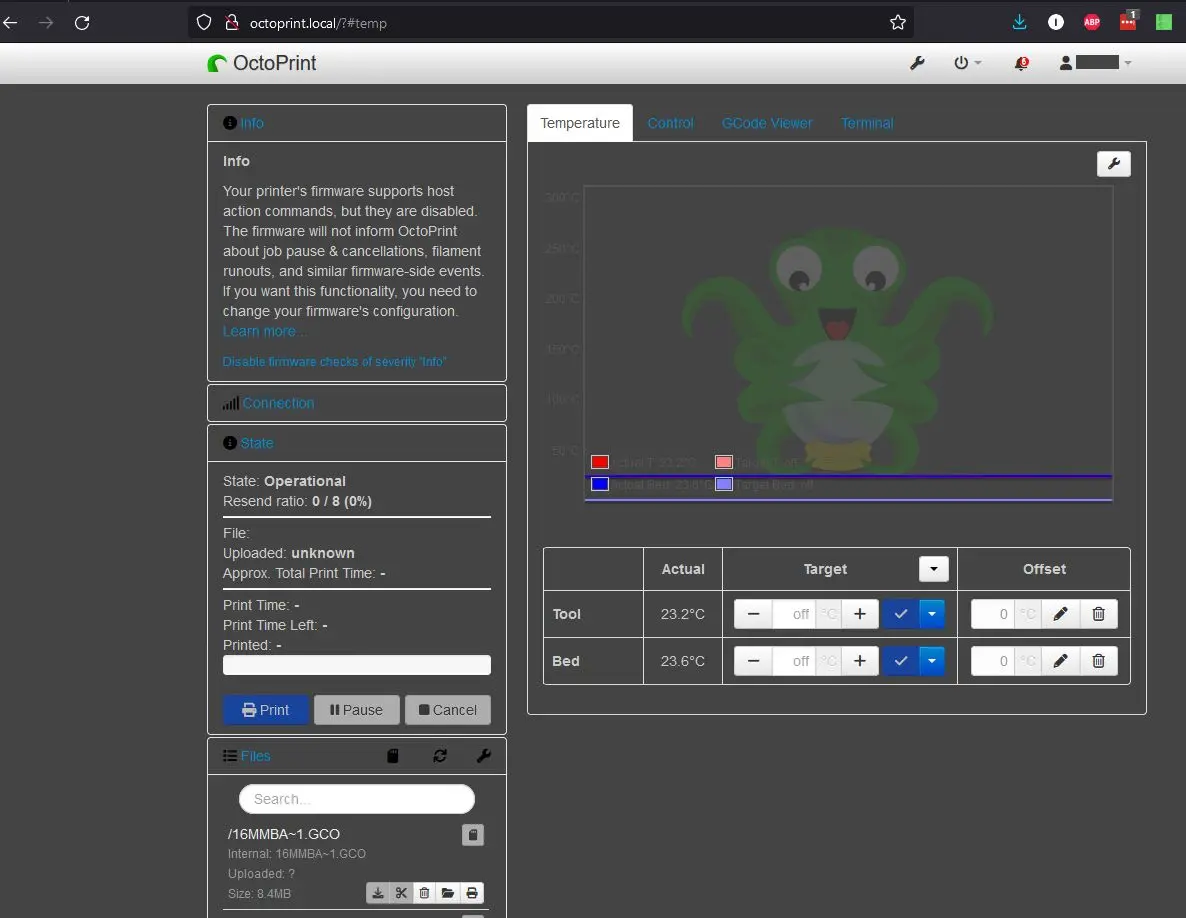 octoprint.local/?#temp
ABP
1
OctoPrint
Info
Info
Your printer's firmware supports host
action commands, but they are disabled.
The firmware will not inform OctoPrint
about job pause & cancellations, filament
runouts, and similar firmware-side events.
If you want this functionality, you need to
change your firmware's configuration.
Learn more...
Disable firmware checks of severity "Info"
Connection
State
State: Operational
Resend ratio: 0 / 8 (0%)
File:
Uploaded: unknown
Approx. Total Print Time: -
Print Time: -
Print Time Left: -
Printed: -
Print Pause Cancel
Files
Search...
/16MMBA~1.GCO
Internal: 16MMBA~1.GCO
Uploaded: ?
Size: 8.4MB
Temperature Control GCode Viewer Terminal
300°C
250°C
200°C
150°C
100°C
50°C
Actual T: 23.2°C Target T: off
Actual Bed: 23.6°C Target Bed: off
Actual Target Offset
Tool 23.2°C off °C 0 °C
Bed 23.6°C off °C 0 °C